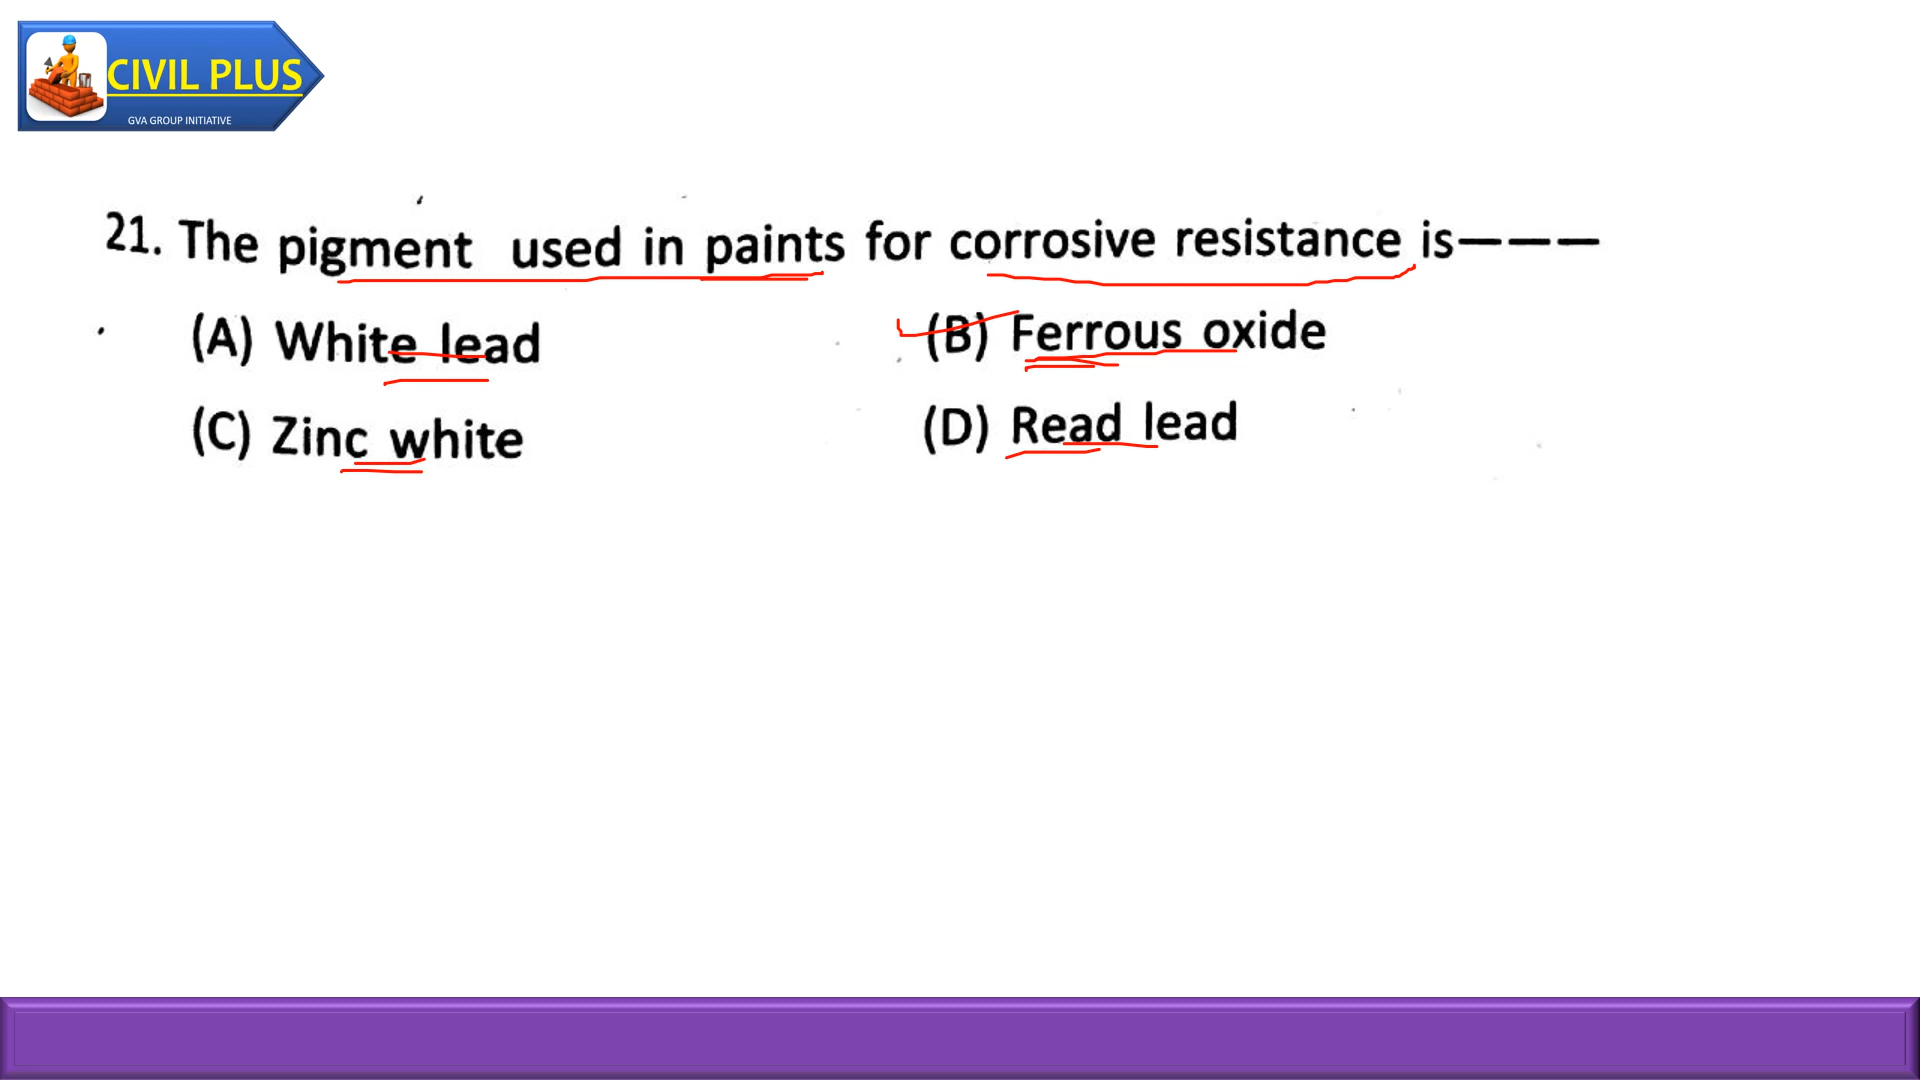 CIVIL PLUS
GVA GROUP INITIATIVE
21. The pigment used in paints for corrosive resistance is———
(A) White lead (B) Ferrous oxide
(C) Zinc white (D) Read lead